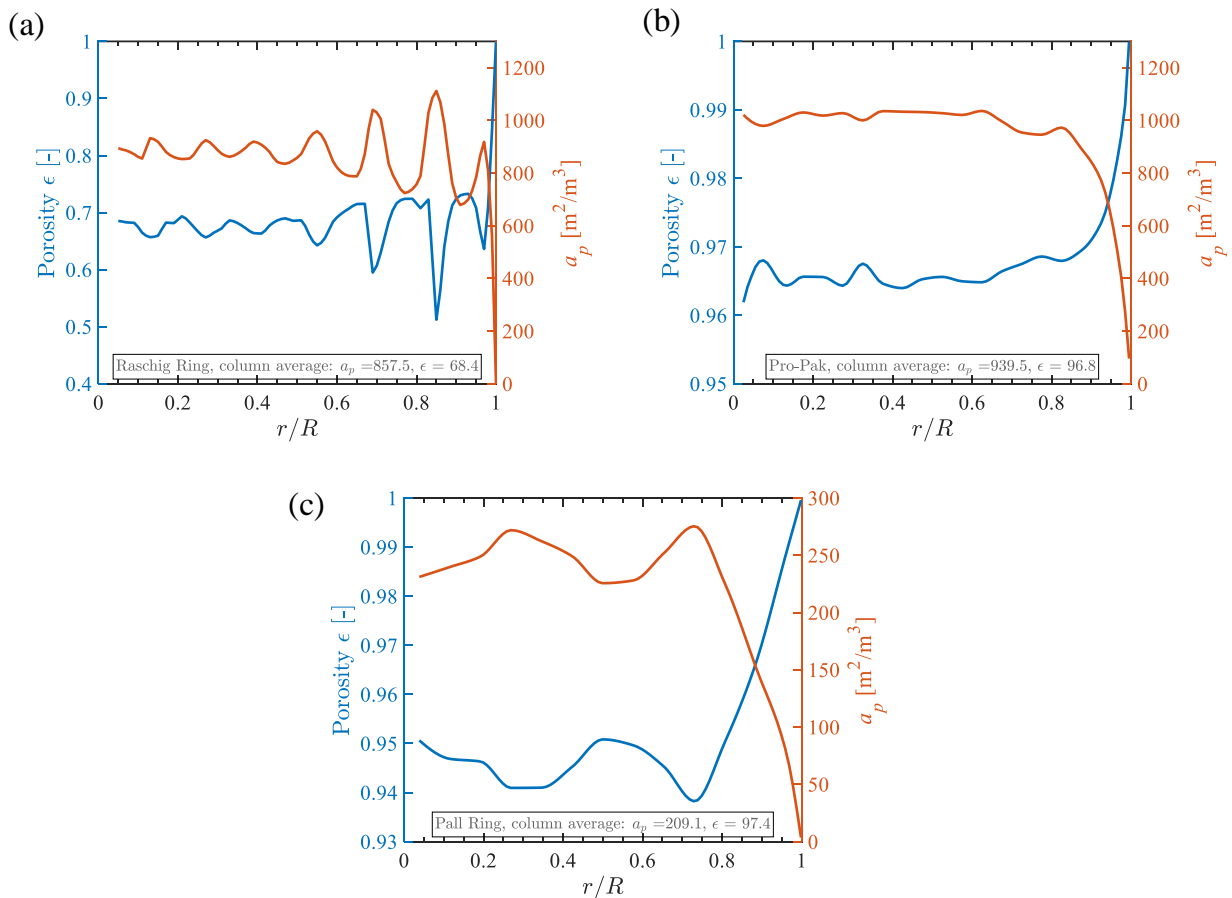 (a)
1
0.9
0.8
0.7
0.6
0.5
0.4
Porosity ϵ [-]
1200
1000
800
600
400
200
0
a_p [m²/m³]
Raschig Ring, column average: a_p =857.5, ϵ = 68.4
0 0.2 0.4 0.6 0.8 1
r/R
(b)
1
0.99
0.98
0.97
0.96
0.95
Porosity ϵ [-]
1200
1000
800
600
400
200
0
a_p [m²/m³]
Pro-Pak, column average: a_p =939.5, ϵ = 96.8
0 0.2 0.4 0.6 0.8 1
r/R
(c)
1
0.99
0.98
0.97
0.96
0.95
0.94
0.93
Porosity ϵ [-]
300
250
200
150
100
50
0
a_p [m²/m³]
Pall Ring, column average: a_p =209.1, ϵ = 97.4
0 0.2 0.4 0.6 0.8 1
r/R